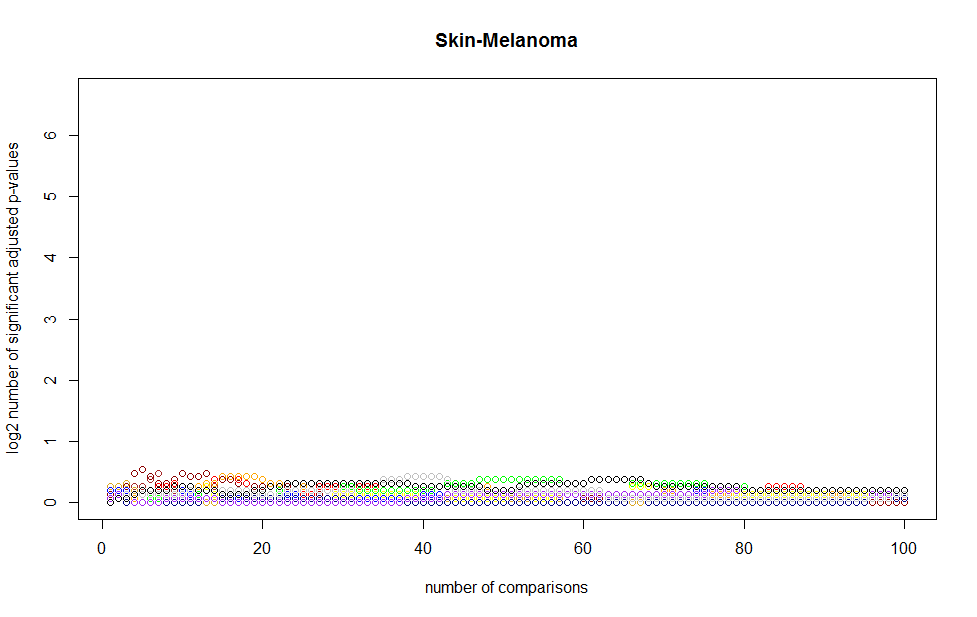 Skin-Melanoma
log2 number of significant adjusted p-values
6
5
4
3
2
1
0
0 20 40 60 80 100
number of comparisons